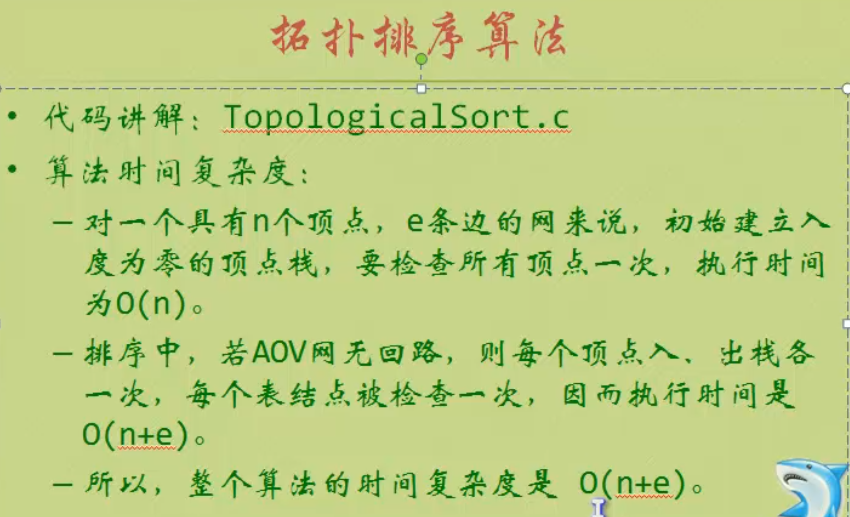 拓扑排序算法
• 代码讲解：TopologicalSort.c
• 算法时间复杂度：
– 对一个具有n个顶点，e条边的网来说，初始建立入
度为零的顶点栈，要检查所有顶点一次，执行时间
为O(n)。
– 排序中，若AOV网无回路，则每个顶点入、出栈各
一次，每个表结点被检查一次，因而执行时间是
O(n+e)。
– 所以，整个算法的时间复杂度是 O(n+e)。